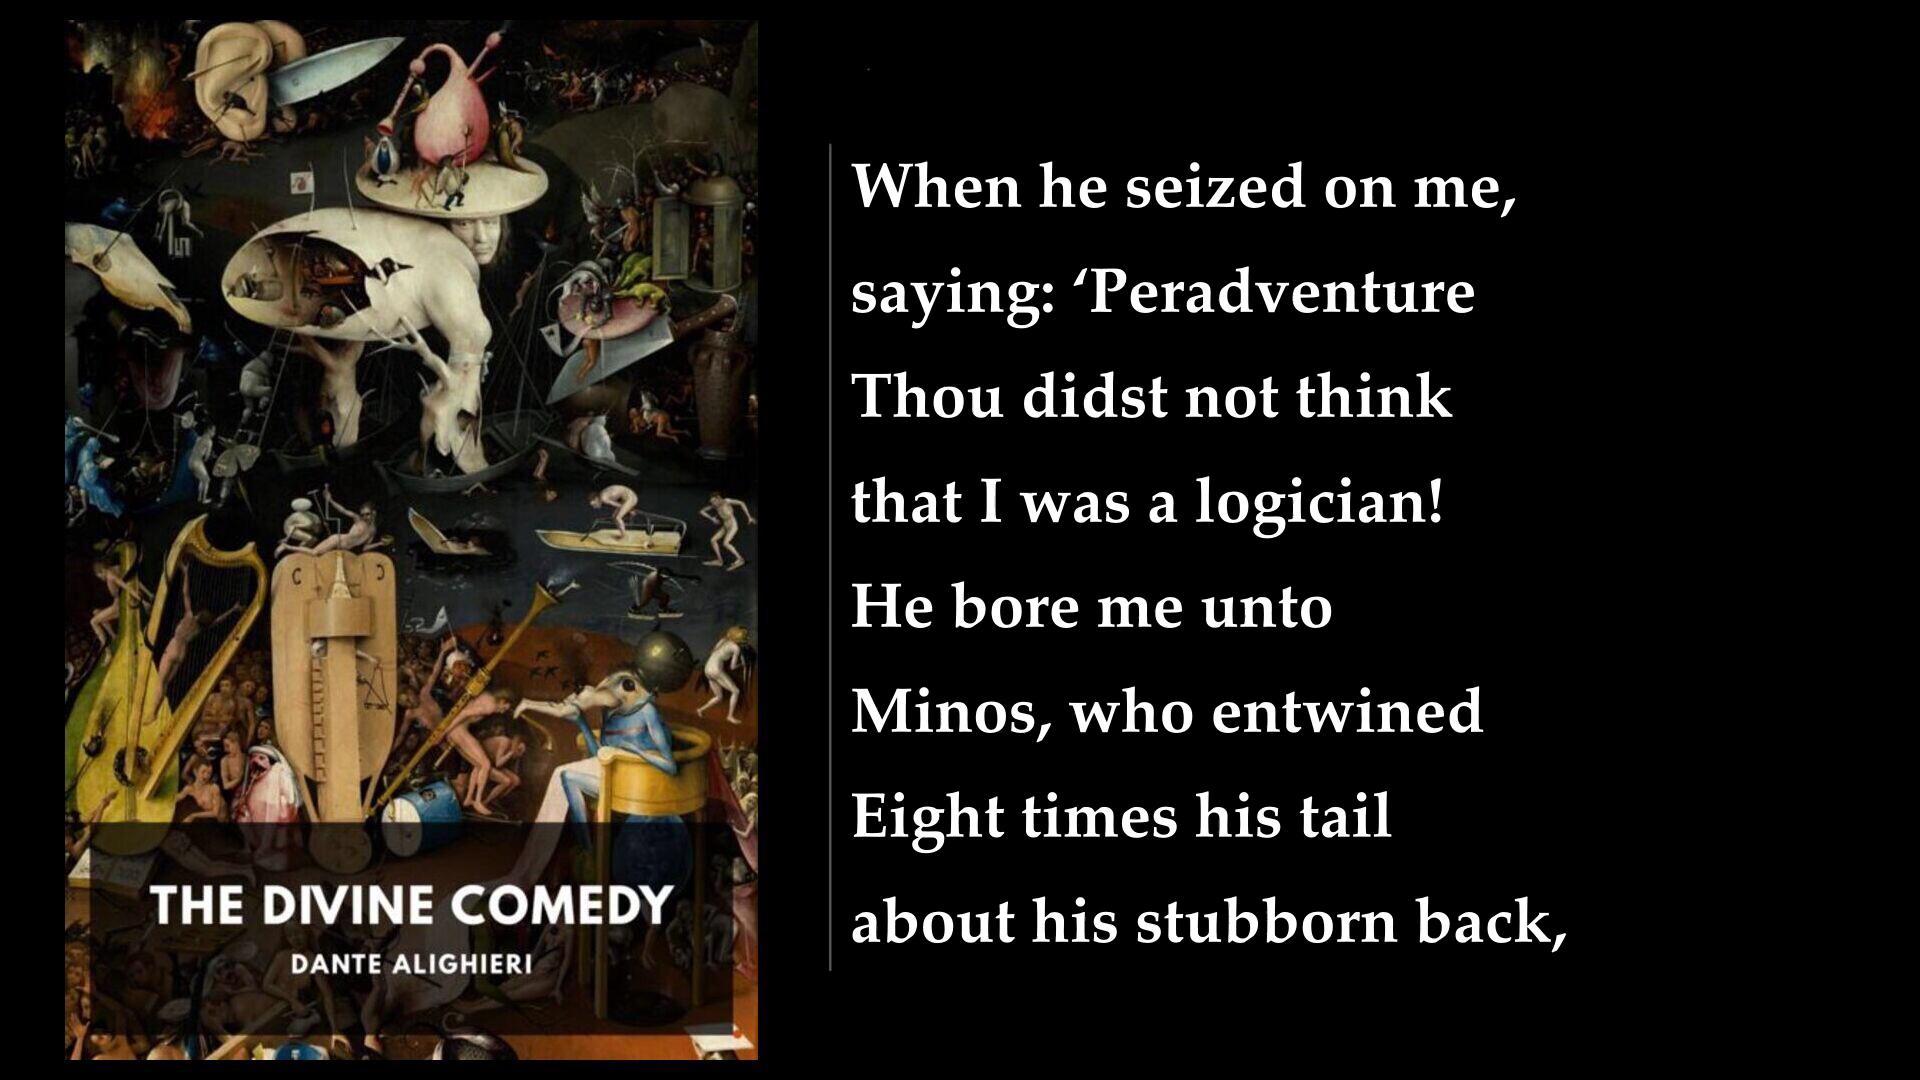 When he seized on me,
saying: ‘Peradventure
Thou didst not think
that I was a logician!
He bore me unto
Minos, who entwined
Eight times his tail
about his stubborn back,
THE DIVINE COMEDY
DANTE ALIGHIERI